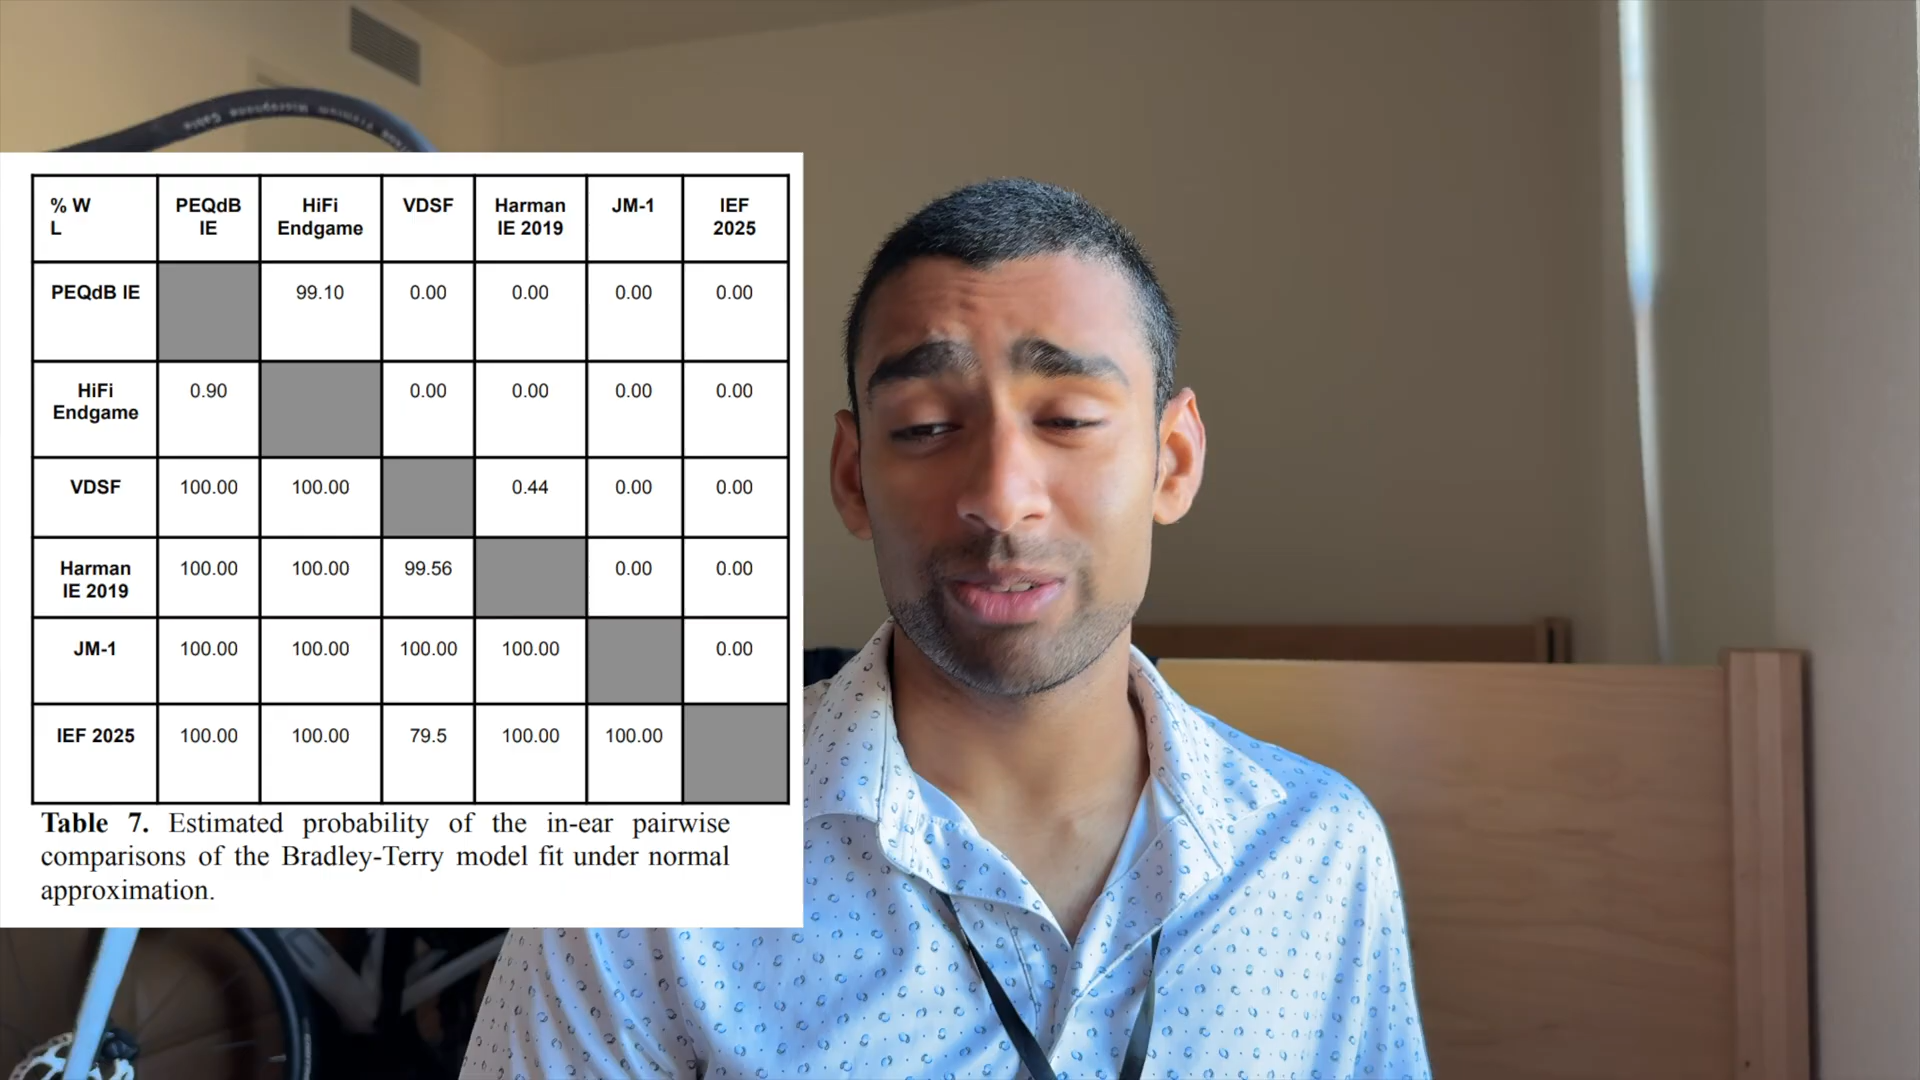 % W
L
PEQdB
IE
HiFi
Endgame
VDSF
Harman
IE 2019
JM-1
IEF
2025
PEQdB IE
99.10
0.00
0.00
0.00
0.00
HiFi
Endgame
0.90
0.00
0.00
0.00
0.00
VDSF
100.00
100.00
0.44
0.00
0.00
Harman
IE 2019
100.00
100.00
99.56
0.00
0.00
JM-1
100.00
100.00
100.00
100.00
0.00
IEF 2025
100.00
100.00
79.5
100.00
100.00
Table 7. Estimated probability of the in-ear pairwise
comparisons of the Bradley-Terry model fit under normal
approximation.